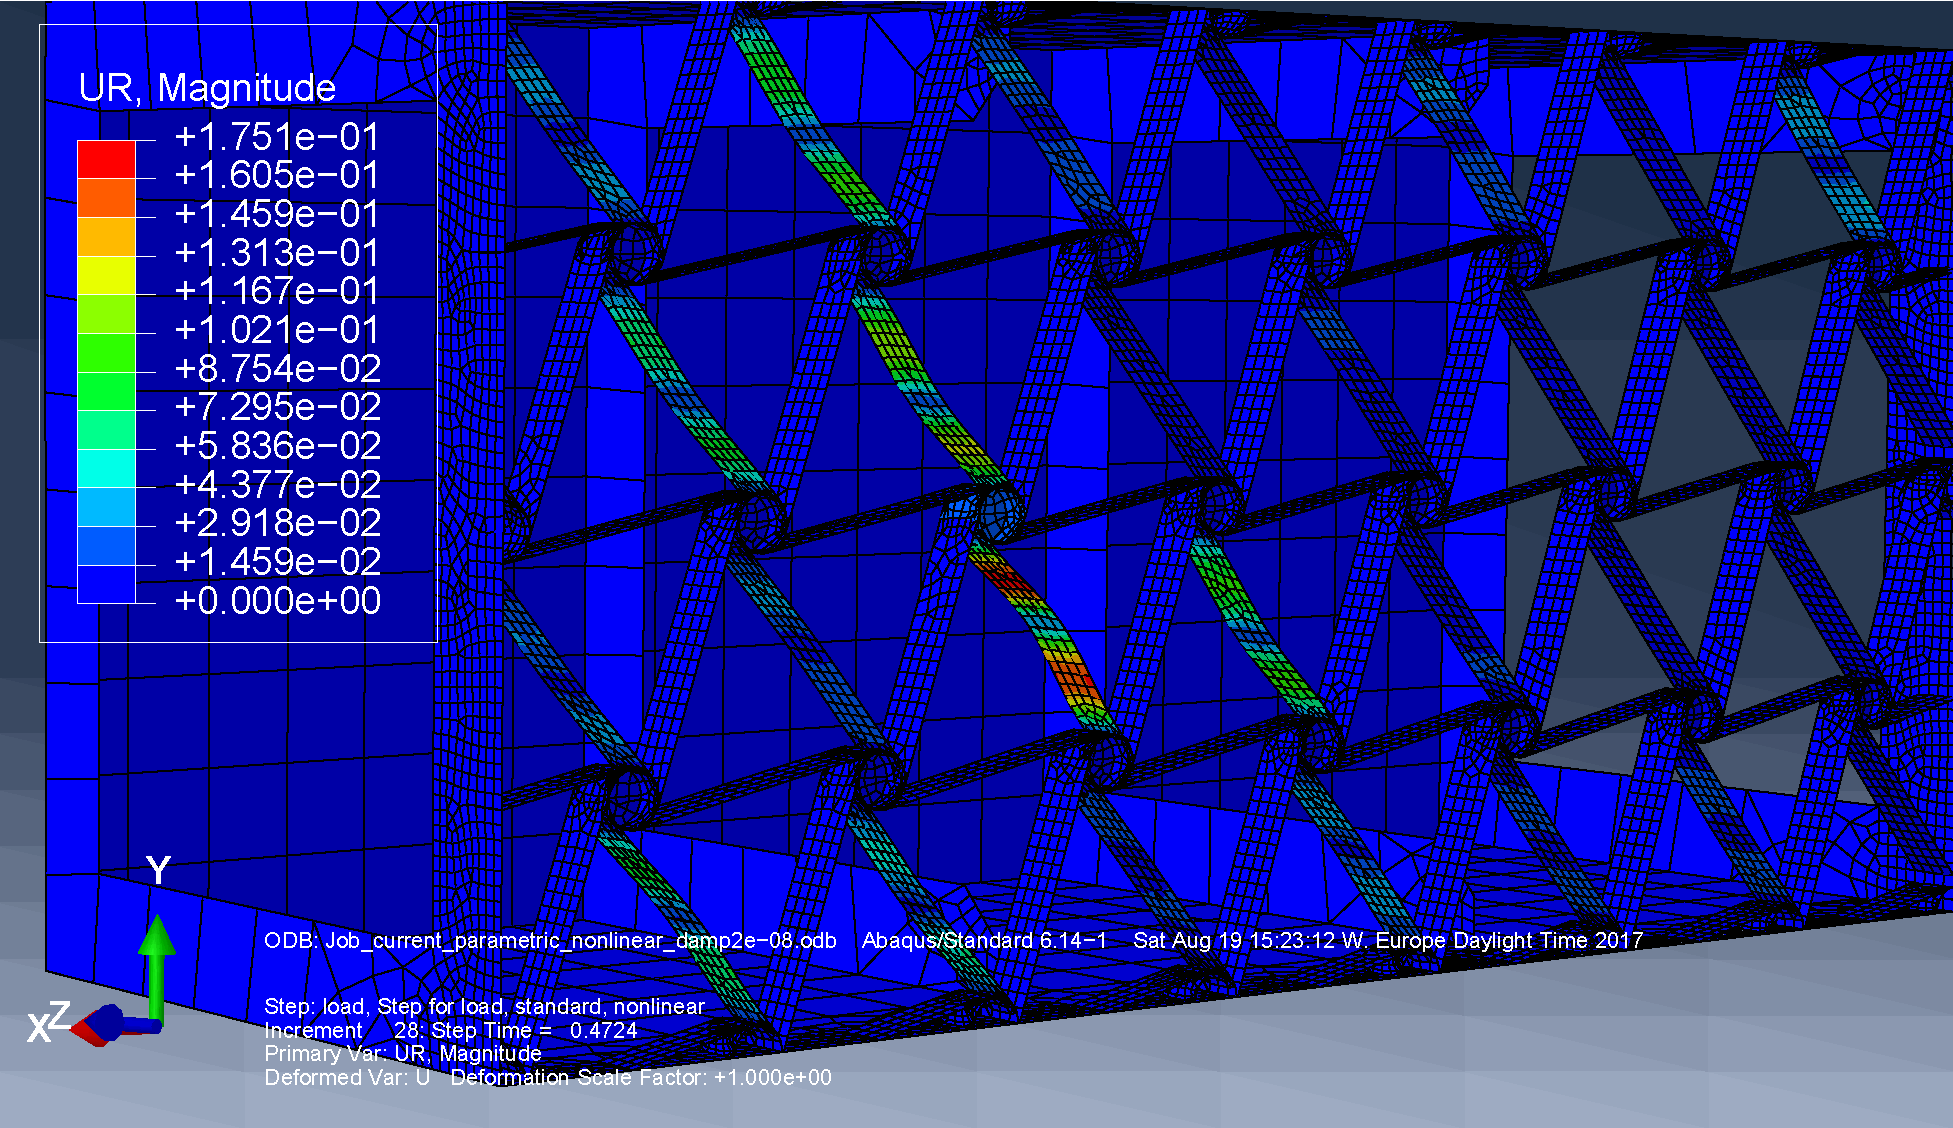 UR, Magnitude
+1.751e−01
+1.605e−01
+1.459e−01
+1.313e−01
+1.167e−01
+1.021e−01
+8.754e−02
+7.295e−02
+5.836e−02
+4.377e−02
+2.918e−02
+1.459e−02
+0.000e+00
Y
X Z
ODB: Job_current_parametric_nonlinear_damp2e−08.odb Abaqus/Standard 6.14−1 Sat Aug 19 15:23:12 W. Europe Daylight Time 2017
Step: load, Step for load, standard, nonlinear
Increment 28: Step Time = 0.4724
Primary Var: UR, Magnitude
Deformed Var: U Deformation Scale Factor: +1.000e+00